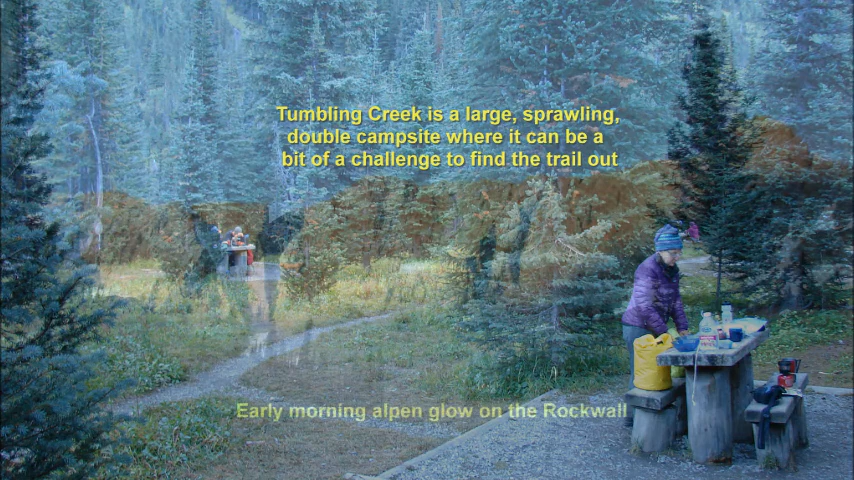 Tumbling Creek is a large, sprawling,
double campsite where it can be a
bit of a challenge to find the trail out
Early morning alpen glow on the Rockwall